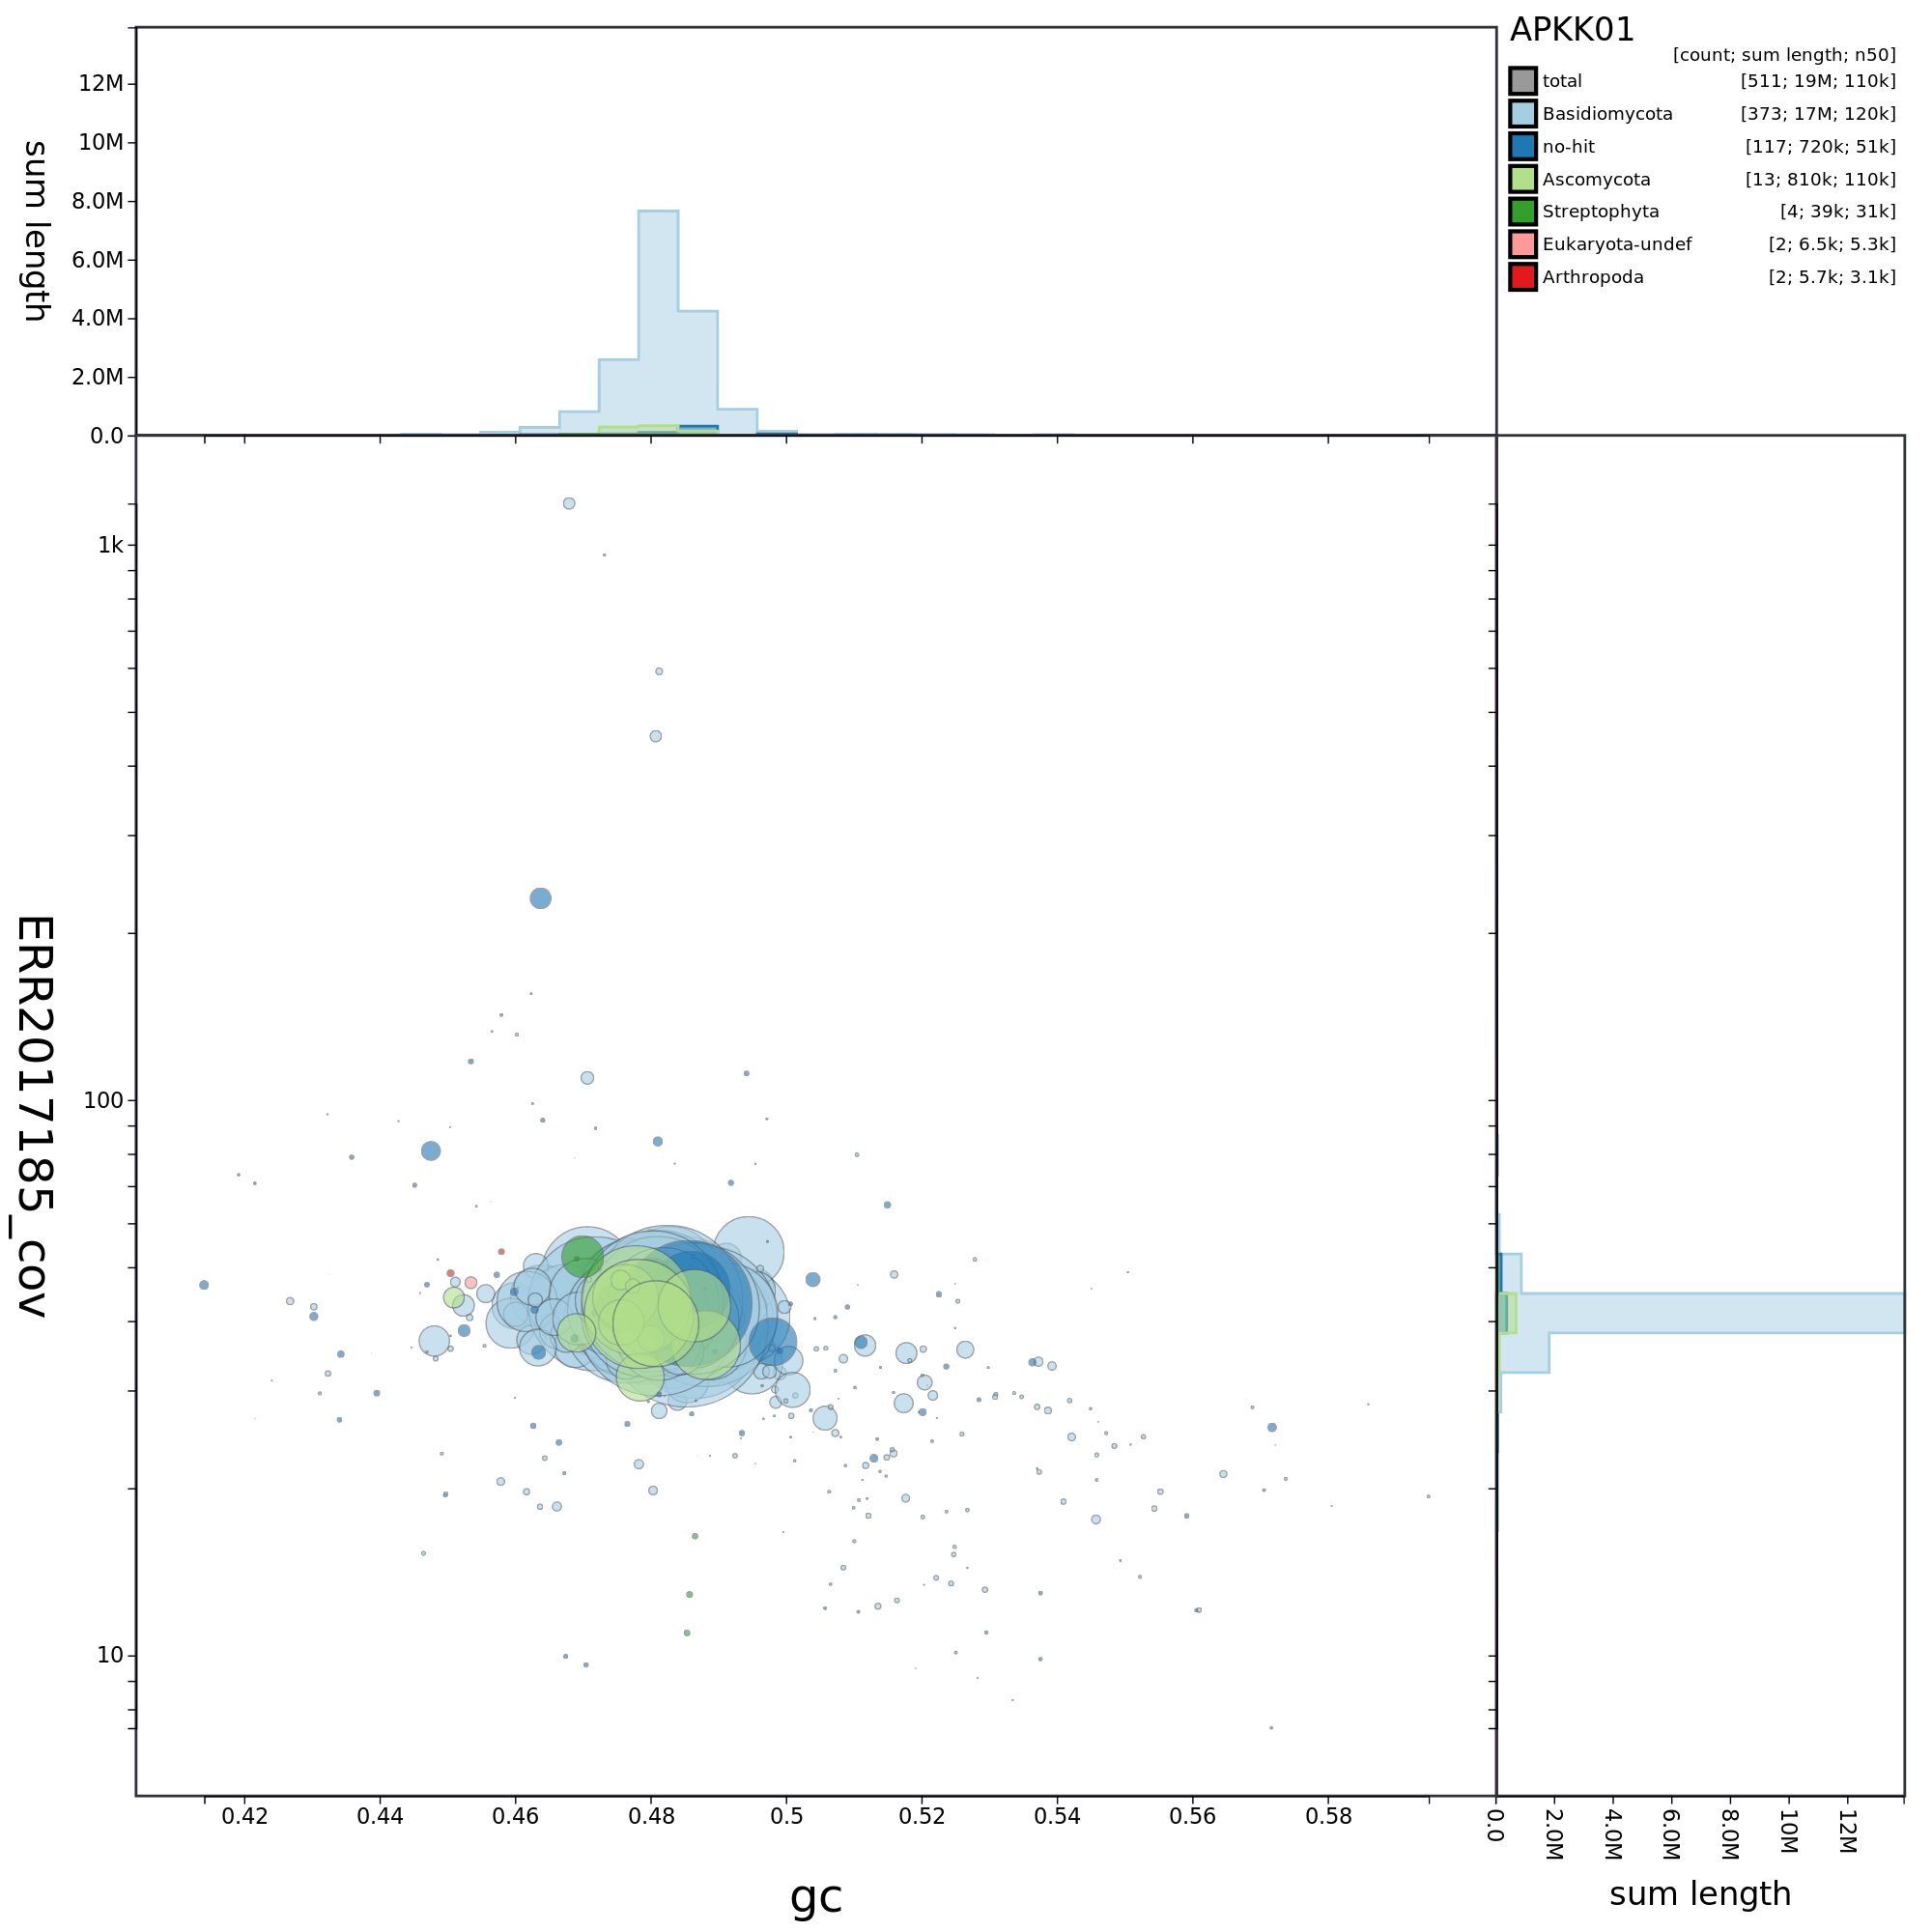 APKK01
[count; sum length; n50]
total [511; 19M; 110k]
Basidiomycota [373; 17M; 120k]
no-hit [117; 720k; 51k]
Ascomycota [13; 810k; 110k]
Streptophyta [4; 39k; 31k]
Eukaryota-undef [2; 6.5k; 5.3k]
Arthropoda [2; 5.7k; 3.1k]
sum length
12M
10M
8.0M
6.0M
4.0M
2.0M
0.0
ERR2017185_cov
1k
100
10
0.42 0.44 0.46 0.48 0.5 0.52 0.54 0.56 0.58
gc
0.0 2.0M 4.0M 6.0M 8.0M 10M 12M
sum length